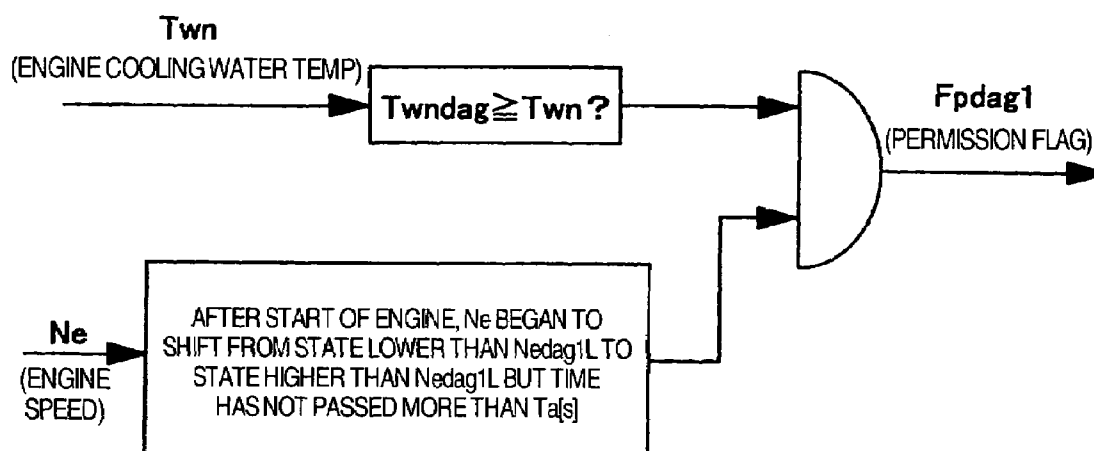 Twn
(ENGINE COOLING WATER TEMP)
Twndag≧Twn?
Fpdag1
(PERMISSION FLAG)
Ne
(ENGINE
SPEED)
AFTER START OF ENGINE, Ne BEGAN TO
SHIFT FROM STATE LOWER THAN Nedag1L TO
STATE HIGHER THAN Nedag1L BUT TIME
HAS NOT PASSED MORE THAN Ta[s]